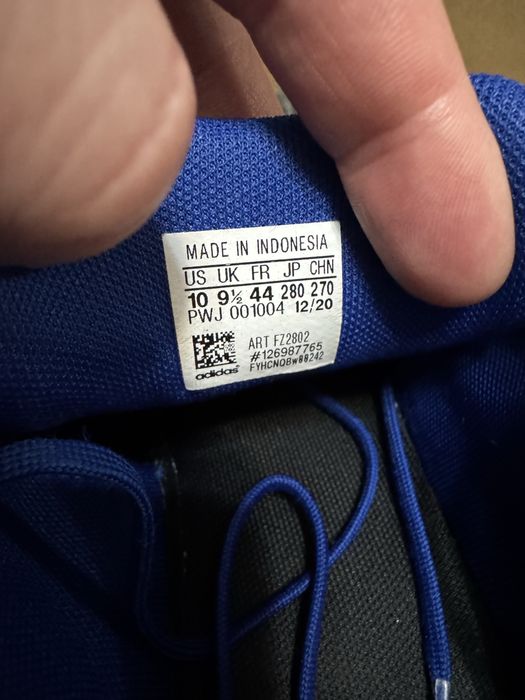 MADE IN INDONESIA
US UK FR JP CHN
10 9½ 44 280 270
PWJ 001004 12/20
ART FZ2802
#126987765
FYHCNQBw88242
adidas